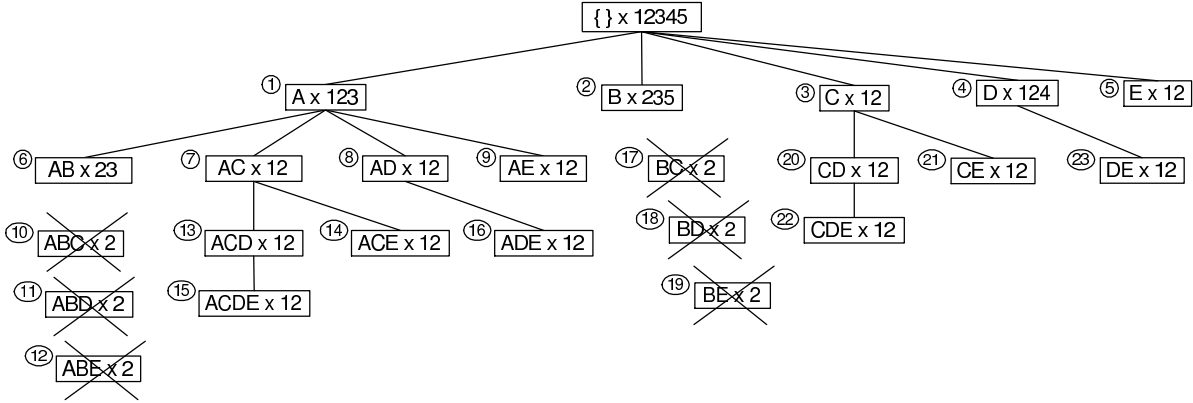 { } x 12345
1 A x 123
2 B x 235
3 C x 12
4 D x 124
5 E x 12
6 AB x 23
7 AC x 12
8 AD x 12
9 AE x 12
17 BC x 2
20 CD x 12
21 CE x 12
23 DE x 12
10 ABC x 2
13 ACD x 12
14 ACE x 12
16 ADE x 12
18 BD x 2
22 CDE x 12
11 ABD x 2
15 ACDE x 12
19 BE x 2
12 ABE x 2